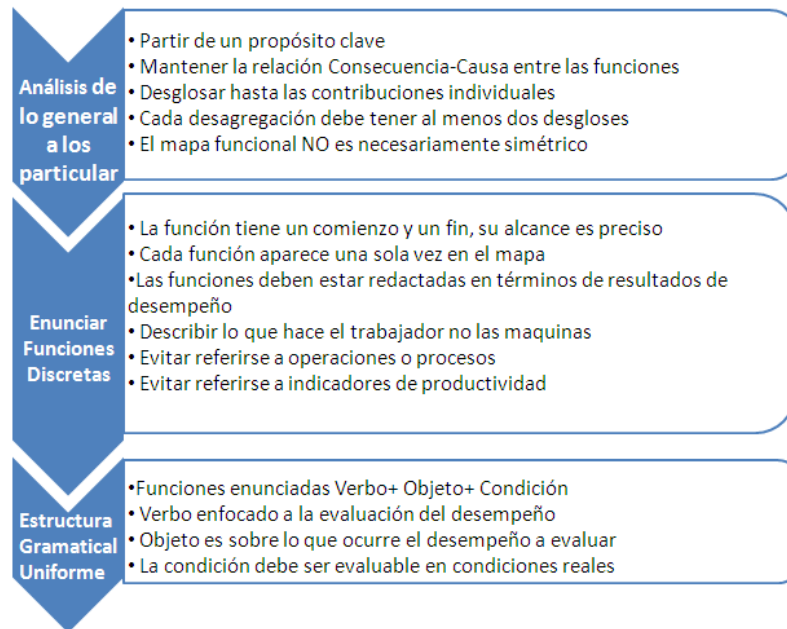 Análisis de
lo general
a los
particular
• Partir de un propósito clave
• Mantener la relación Consecuencia-Causa entre las funciones
• Desglosar hasta las contribuciones individuales
• Cada desagregación debe tener al menos dos desgloses
• El mapa funcional NO es necesariamente simétrico
Enunciar
Funciones
Discretas
• La función tiene un comienzo y un fin, su alcance es preciso
• Cada función aparece una sola vez en el mapa
•Las funciones deben estar redactadas en términos de resultados de
desempeño
• Describir lo que hace el trabajador no las maquinas
• Evitar referirse a operaciones o procesos
• Evitar referirse a indicadores de productividad
Estructura
Gramatical
Uniforme
•Funciones enunciadas Verbo+ Objeto+ Condición
• Verbo enfocado a la evaluación del desempeño
• Objeto es sobre lo que ocurre el desempeño a evaluar
• La condición debe ser evaluable en condiciones reales